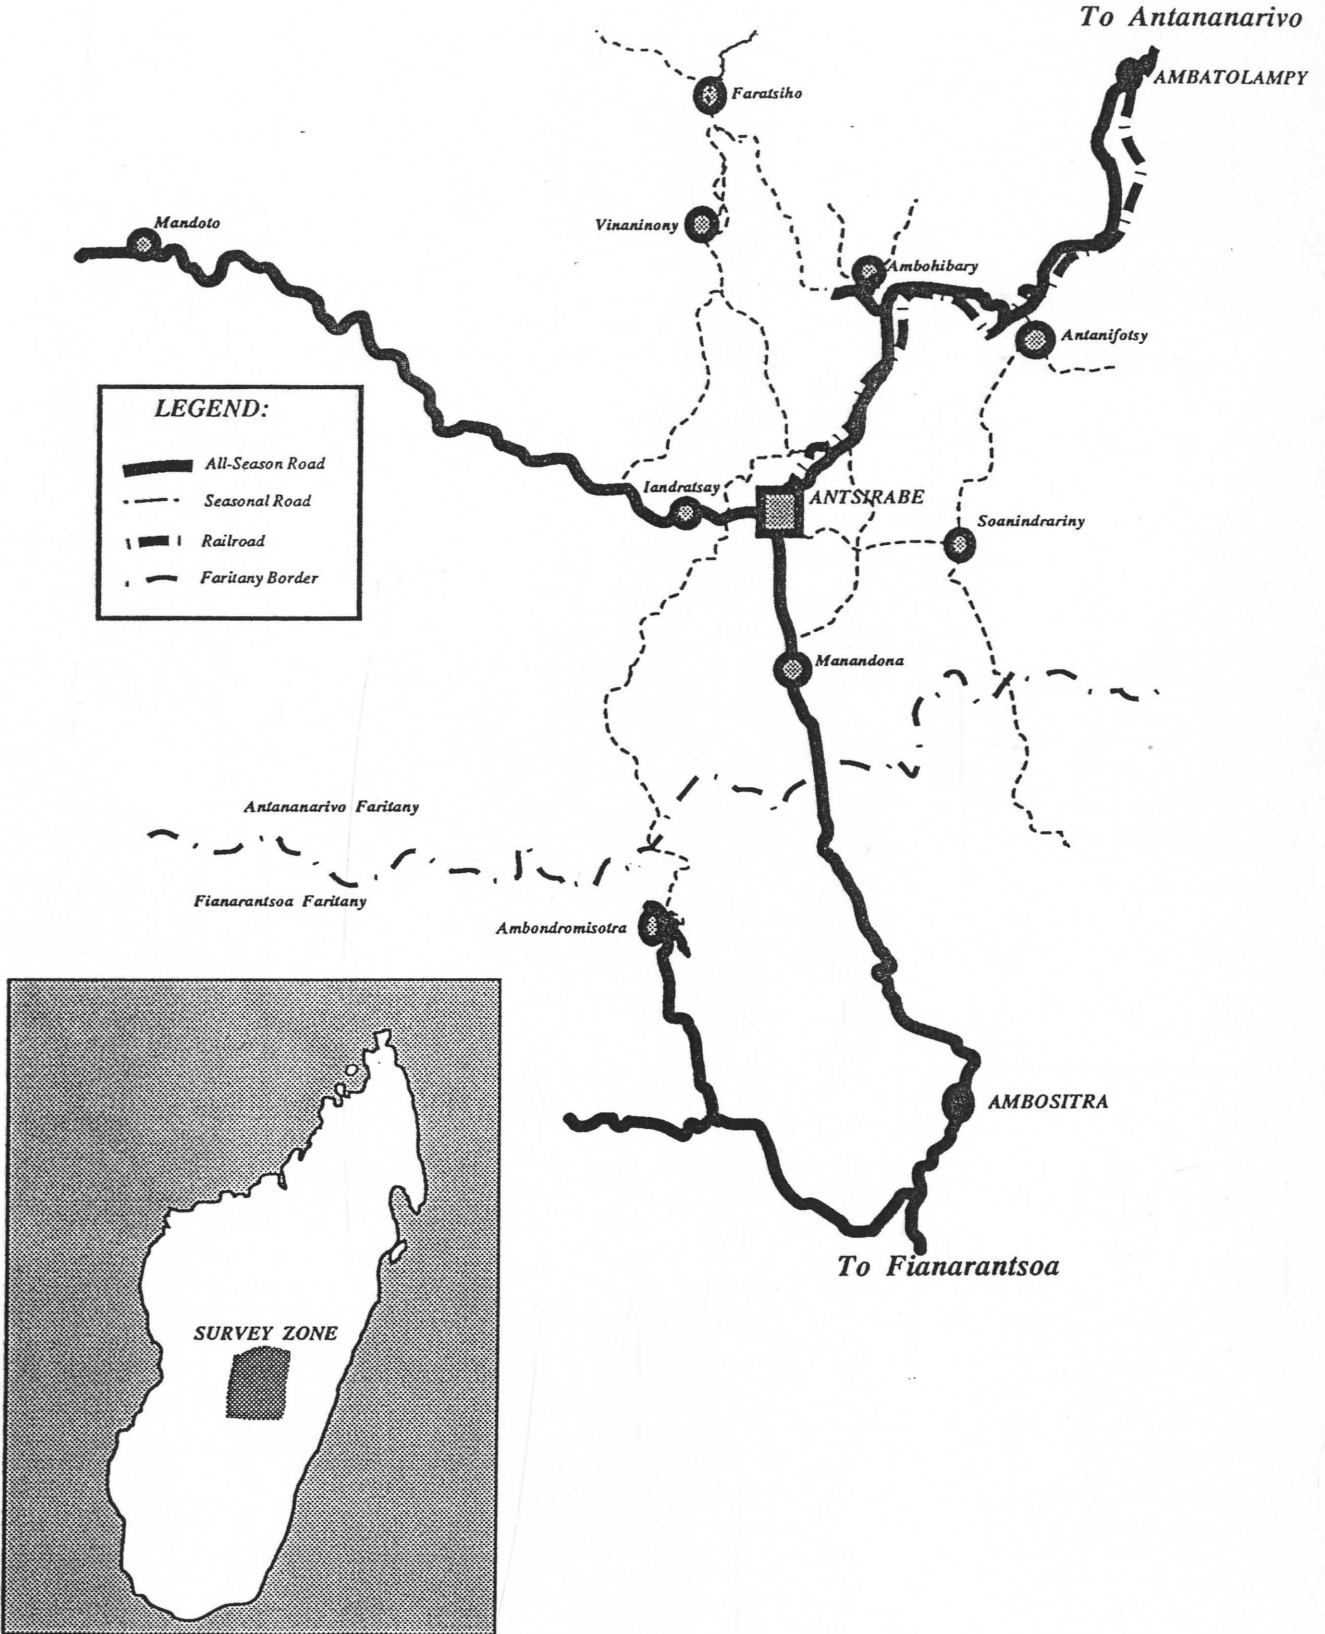 To Antananarivo
AMBATOLAMPY
Faratsiho
Mandoto
Vinaninony
Ambohibary
Antanifotsy
LEGEND:
All-Season Road
Seasonal Road
Railroad
Faritany Border
Iandratsay
ANTSIRABE
Soanindrariny
Manandona
Antananarivo Faritany
Fianarantsoa Faritany
Ambondromisotra
AMBOSITRA
To Fianarantsoa
SURVEY ZONE